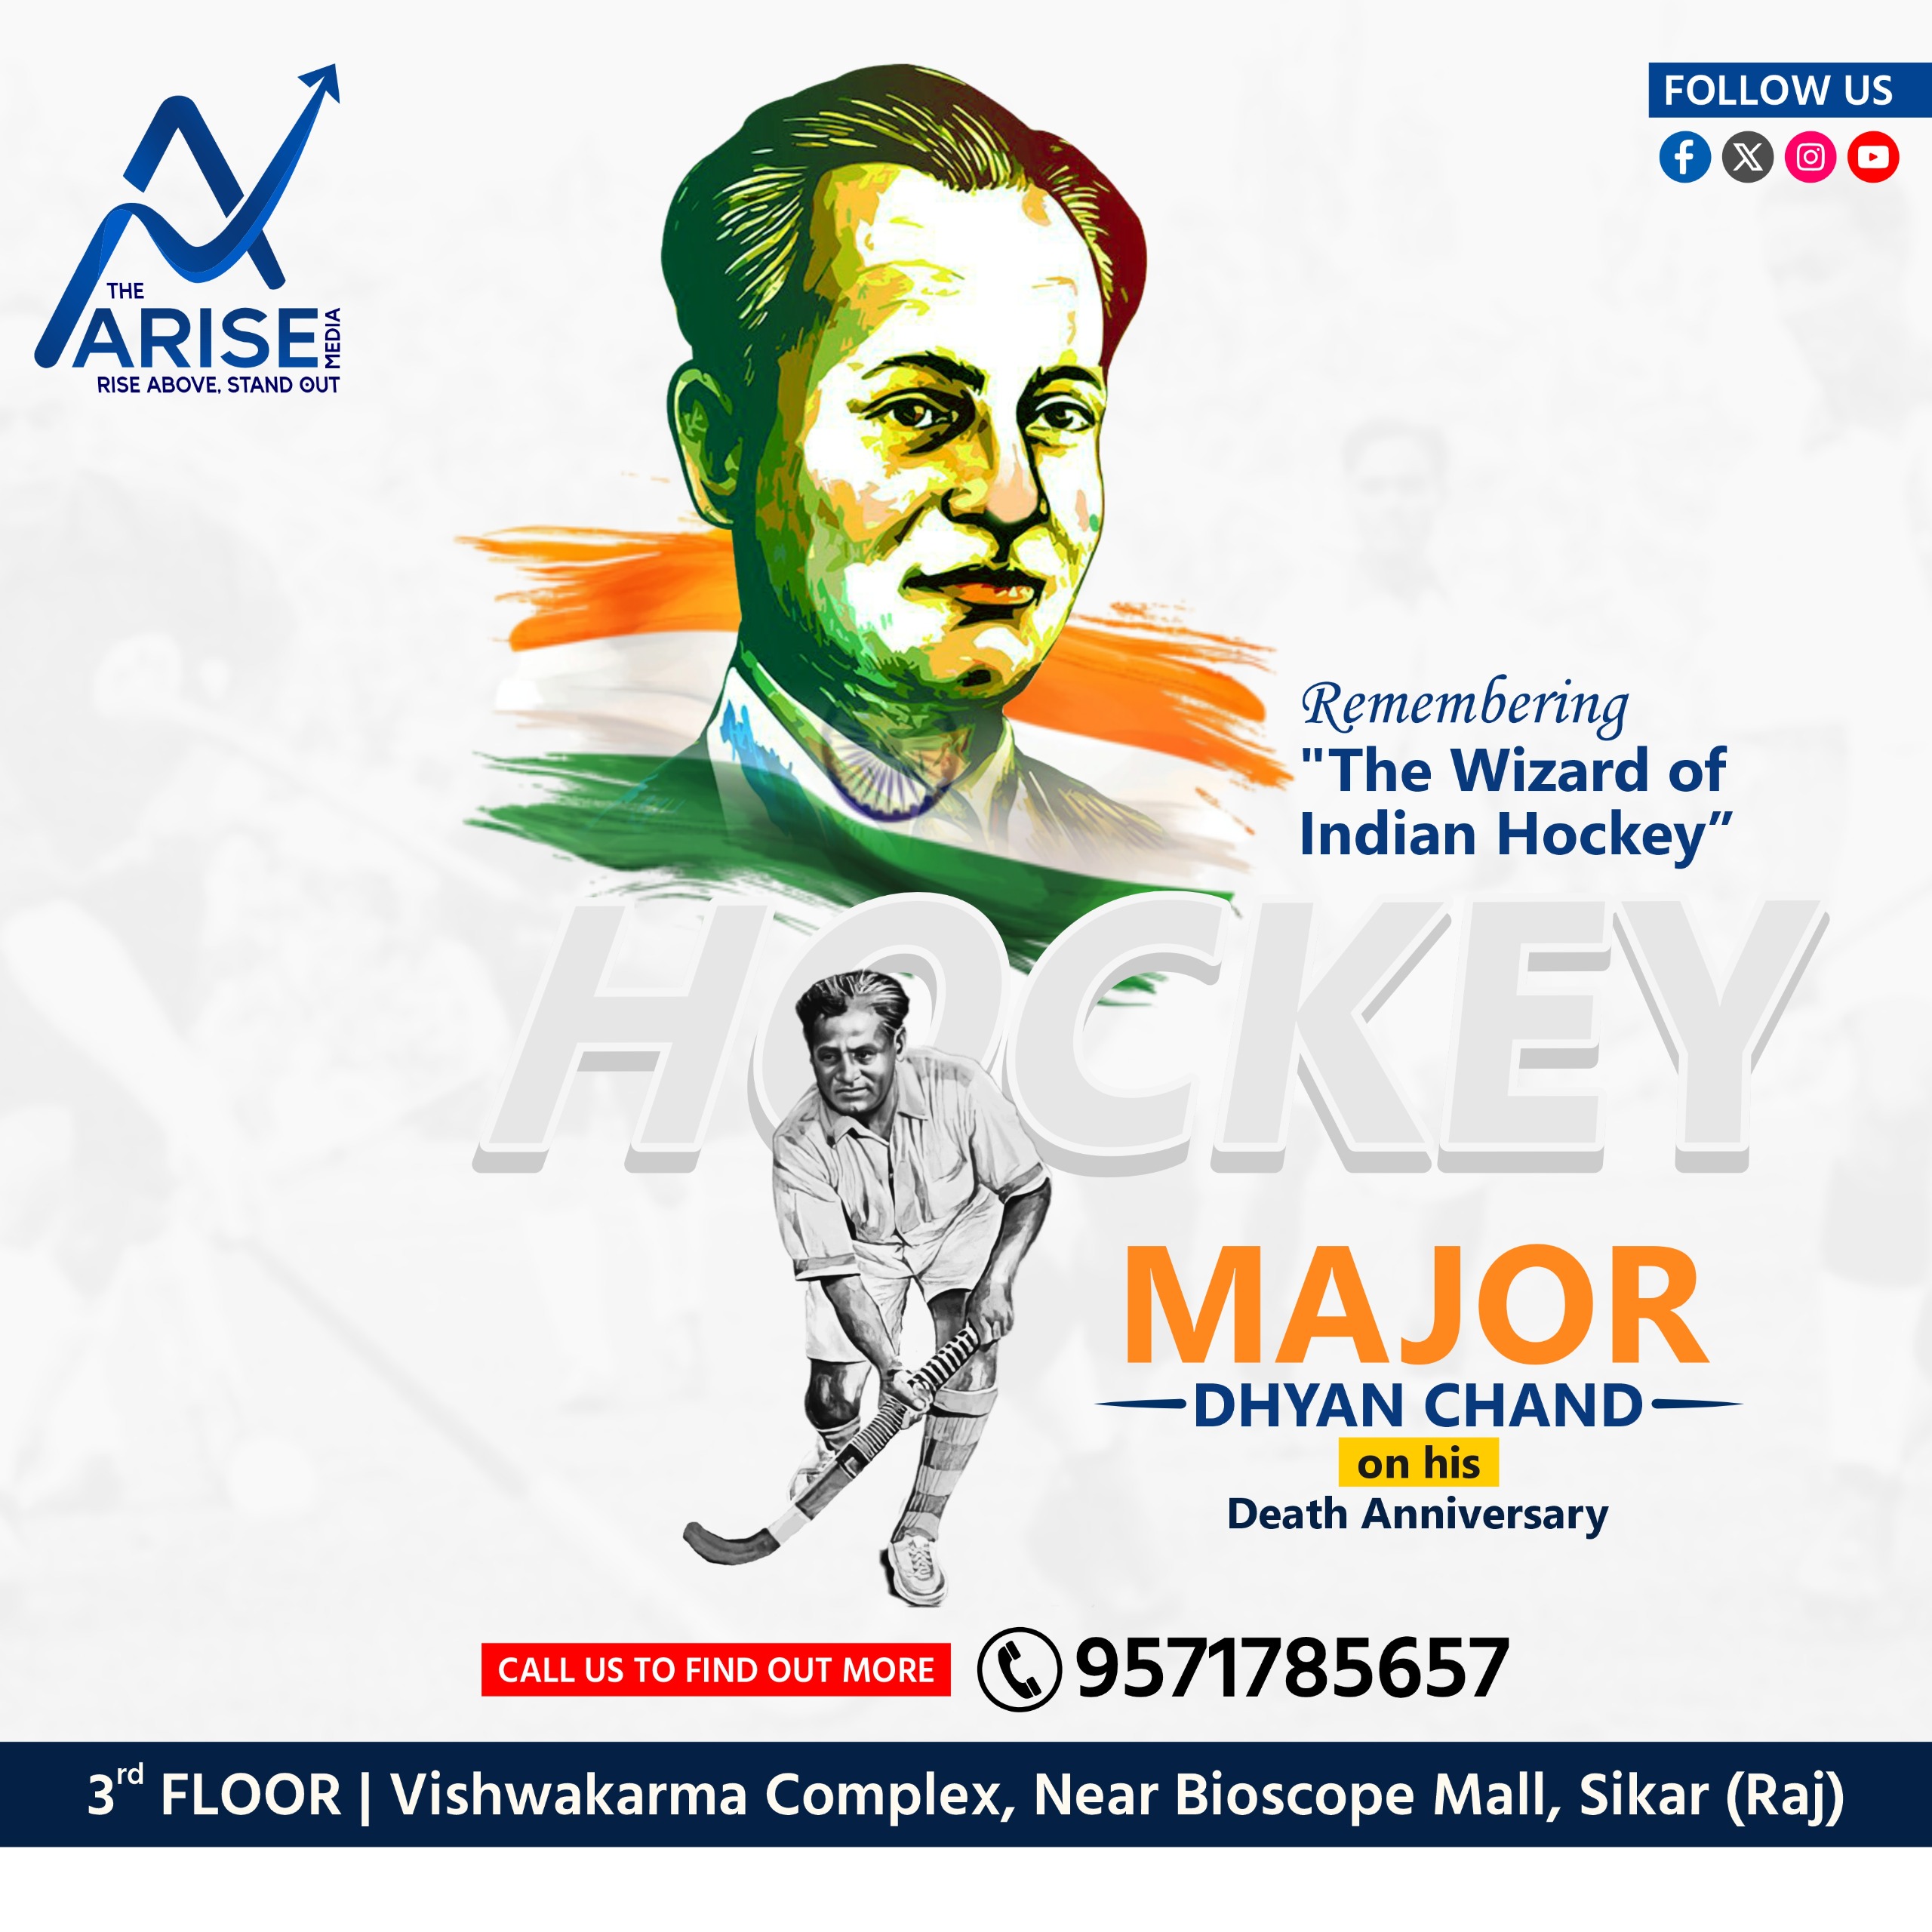 THE
ARISE
MEDIA
RISE ABOVE, STAND OUT
FOLLOW US
Remembering
"The Wizard of
Indian Hockey”
HOCKEY
MAJOR
DHYAN CHAND
on his
Death Anniversary
CALL US TO FIND OUT MORE
9571785657
3rd FLOOR | Vishwakarma Complex, Near Bioscope Mall, Sikar (Raj)